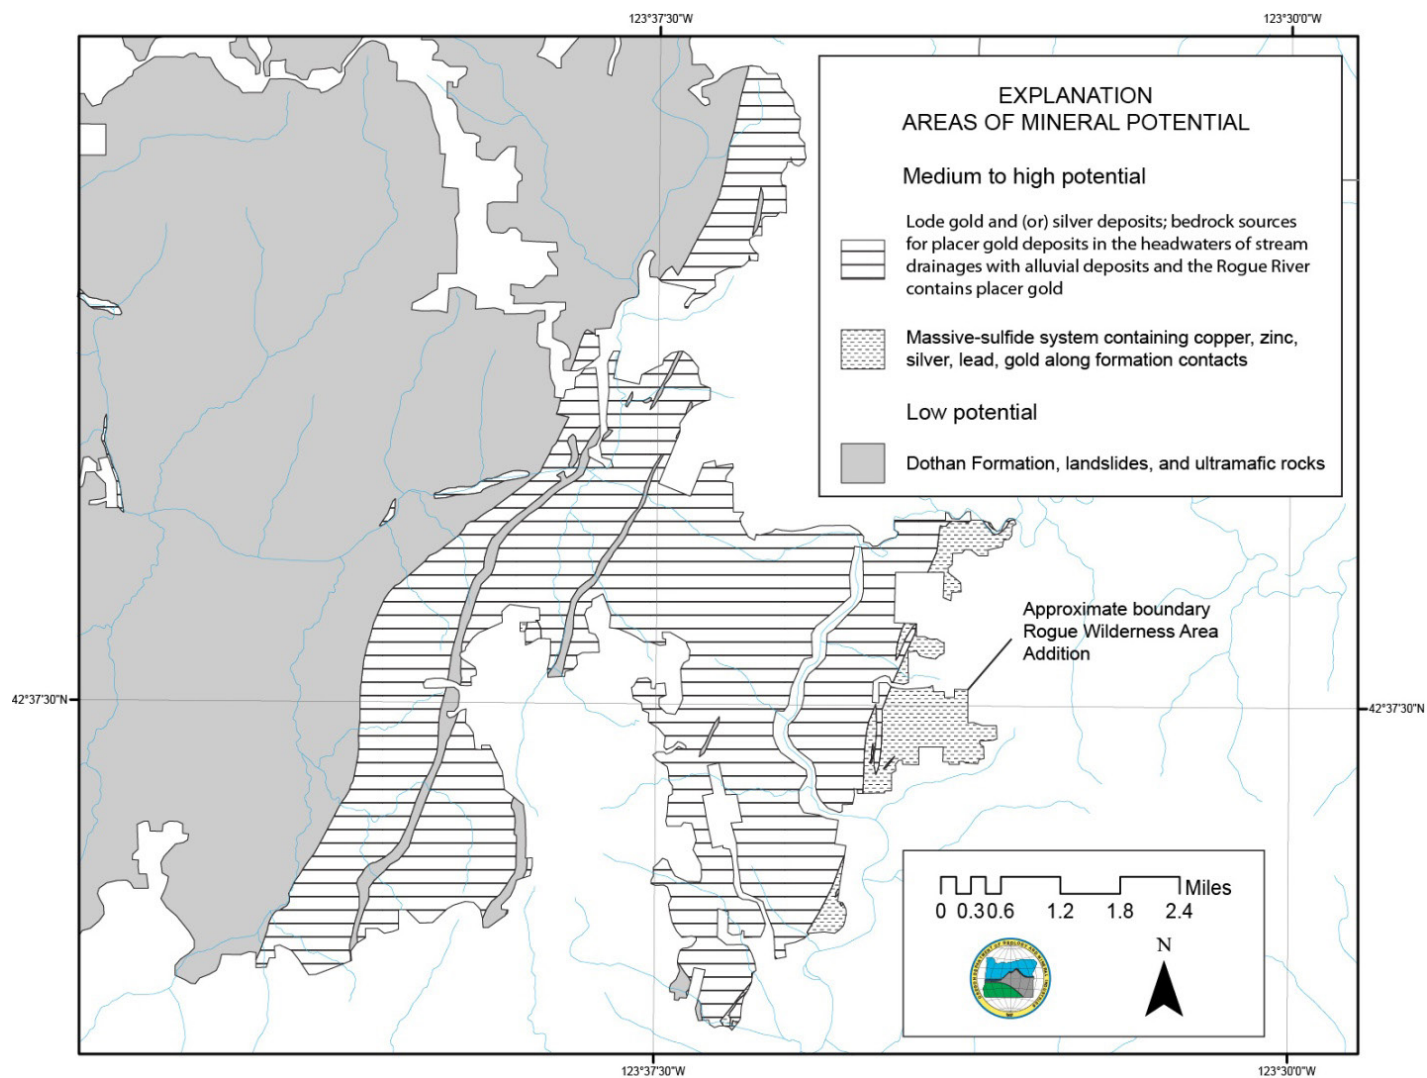 123°37'30"W
123°30'0"W
EXPLANATION
AREAS OF MINERAL POTENTIAL
Medium to high potential
Lode gold and (or) silver deposits; bedrock sources
for placer gold deposits in the headwaters of stream
drainages with alluvial deposits and the Rogue River
contains placer gold
Massive-sulfide system containing copper, zinc,
silver, lead, gold along formation contacts
Low potential
Dothan Formation, landslides, and ultramafic rocks
Approximate boundary
Rogue Wilderness Area
Addition
42°37'30"N
42°37'30"N
Miles
0 0.3 0.6 1.2 1.8 2.4
N
123°37'30"W
123°30'0"W